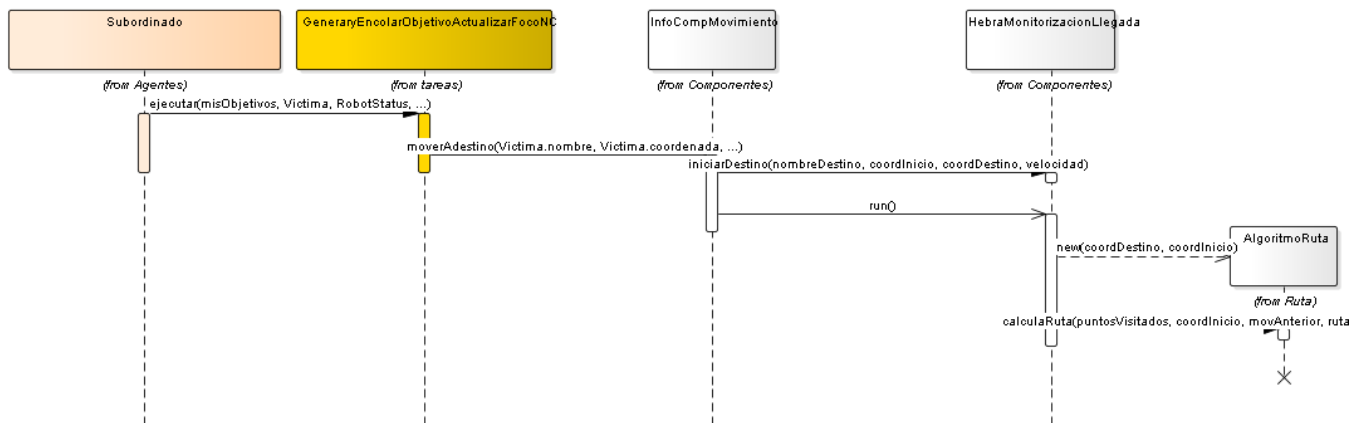 Subordinado
GeneraryEncolarObjetivoActualizarFocoNC
InfoCompMovimiento
HebraMonitorizacionLlegada
(from Agentes)
(from tareas)
(from Componentes)
(from Componentes)
ejecutar(misObjetivos, Victima, RobotStatus, ...)
moverAdestino(Victima.nombre, Victima.coordenada, ...)
iniciarDestino(nombreDestino, coordInicio, coordDestino, velocidad)
run()
AlgoritmoRuta
new(coordDestino, coordInicio)
(from Ruta)
calculaRuta(puntosVisitados, coordInicio, movAnterior, ruta